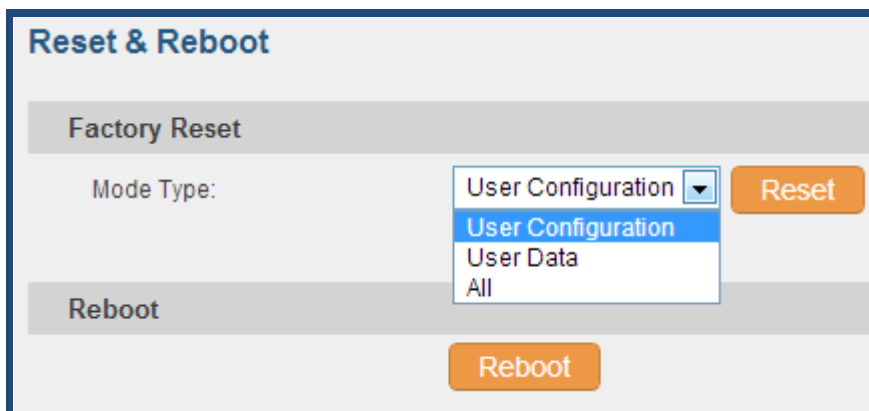 Reset & Reboot
Factory Reset
Mode Type:
User Configuration
Reset
User Configuration
User Data
All
Reboot
Reboot